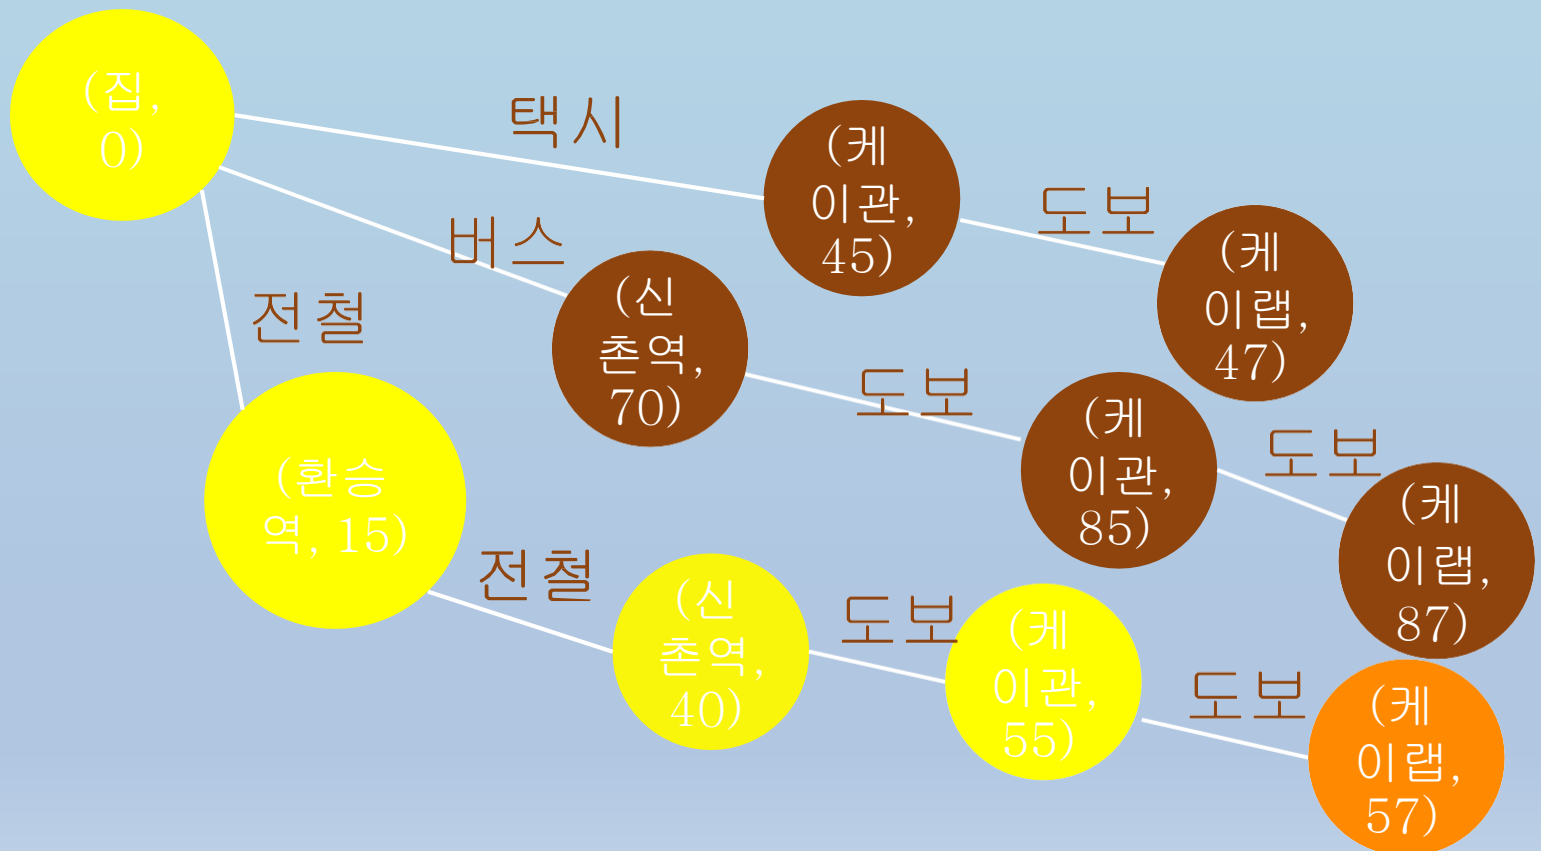 (집,
0)
택시
(케
이관,
45)
도보
(케
이랩,
47)
버스
(신
촌역,
70)
도보
(케
이관,
85)
도보
(케
이랩,
87)
전철
(환승
역, 15)
전철
(신
촌역,
40)
도보
(케
이관,
55)
도보
(케
이랩,
57)